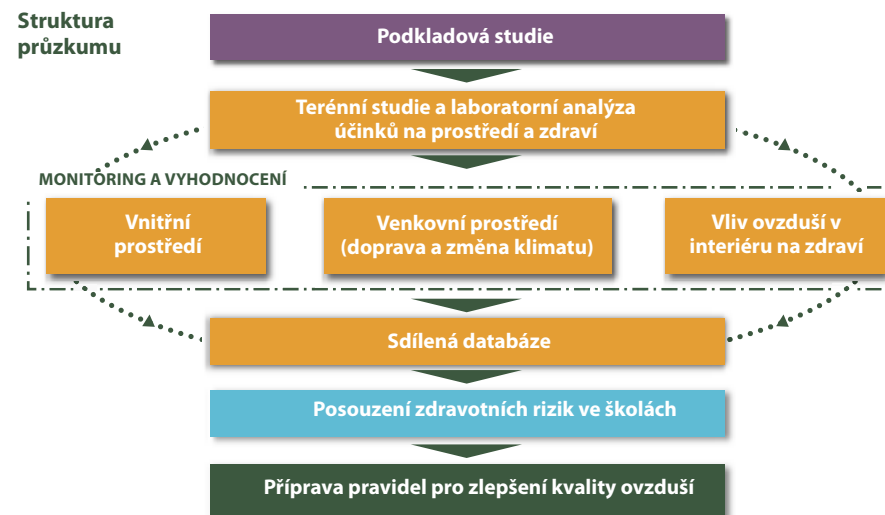 Struktura
průzkumu
Podkladová studie
Terénní studie a laboratorní analýza
účinků na prostředí a zdraví
MONITORING A VYHODNOCENÍ
Vnitřní
prostředí
Venkovní prostředí
(doprava a změna klimatu)
Vliv ovzduší v
interiéru na zdraví
Sdílená databáze
Posouzení zdravotních rizik ve školách
Příprava pravidel pro zlepšení kvality ovzduší